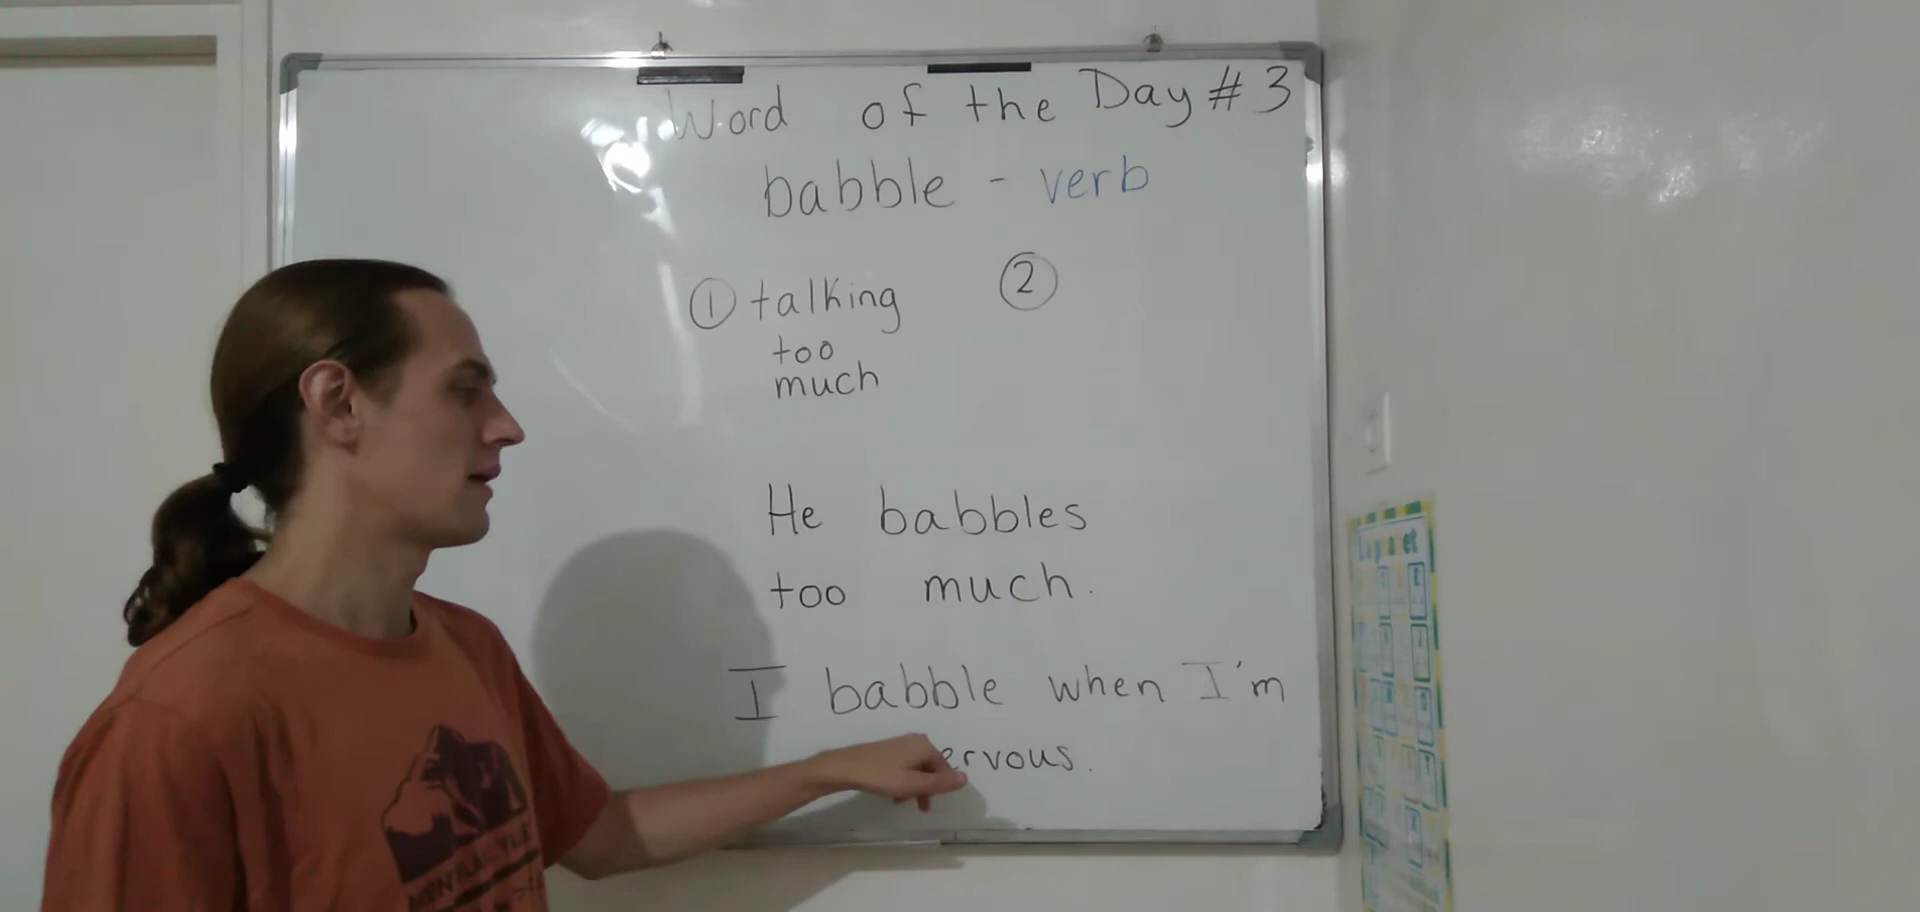 Word of the Day #3
babble - verb
① talking
too
much
②
He babbles
too much.
I babble when I'm
ervous.